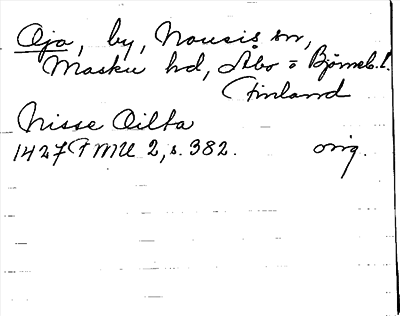 Oja, by, Nousis sn,
Masku hd, Åbo = Björneb. l.
Finland
Nisse Oilta
1427 FMU 2, s. 382. orig.